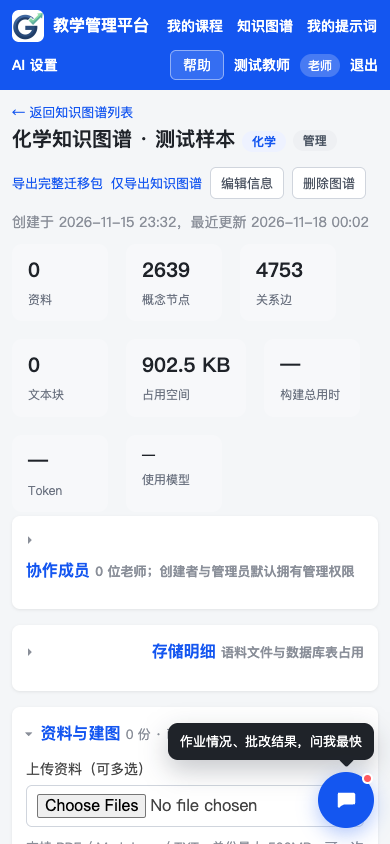 教学管理平台 我的课程 知识图谱 我的提示词
AI 设置 帮助 测试教师 老师 退出
← 返回知识图谱列表
化学知识图谱 · 测试样本 化学 管理
导出完整迁移包 仅导出知识图谱 编辑信息 删除图谱
创建于 2026-11-15 23:32，最近更新 2026-11-18 00:02
0 2639 4753
资料 概念节点 关系边
0 902.5 KB —
文本块 占用空间 构建总用时
— —
Token 使用模型
协作成员 0 位老师；创建者与管理员默认拥有管理权限
存储明细 语料文件与数据库表占用
资料与建图 0 份 ·
作业情况、批改结果，问我最快
上传资料（可多选）
Choose Files No file chosen